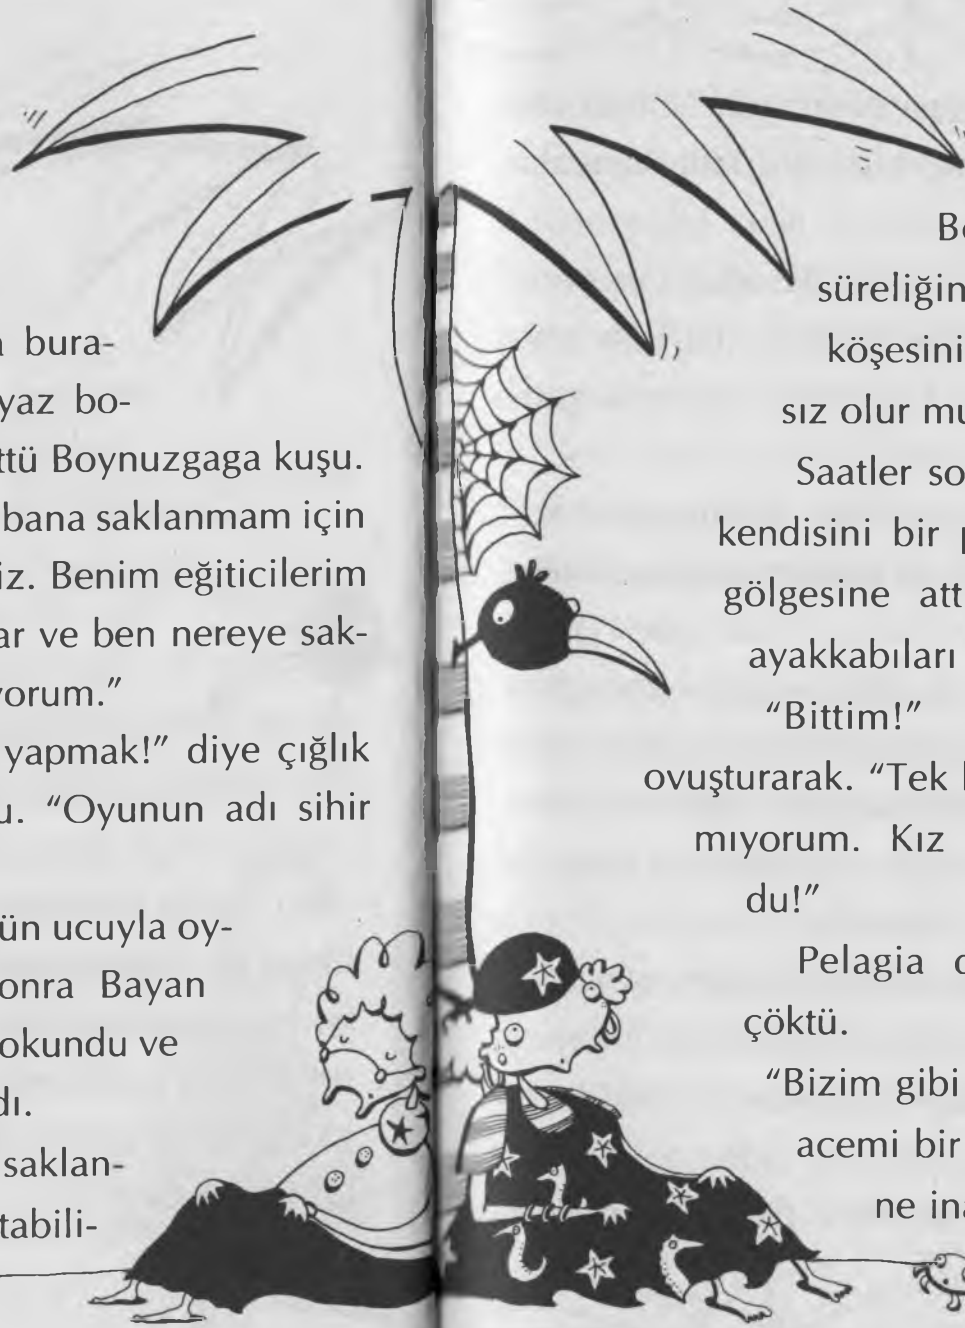 bura-
yaz bo-
ttü Boynuzgaga kuşu.
bana saklanmam için
iz. Benim eğiticilerim
ar ve ben nereye sak-
yorum.”
yapmak!” diye çığlık
u. “Oyunun adı sihir
ün ucuyla oy-
onra Bayan
okundu ve
dı.
saklan-
tabili-
süreliğin
köşesini
sız olur mu
Saatler so
kendisini bir p
gölgesine att
ayakkabıları
“Bittim!”
ovuşturarak. “Tek
mıyorum. Kız
du!”
Pelagia
çöktü.
“Bizim gibi
acemi bir
ne ina